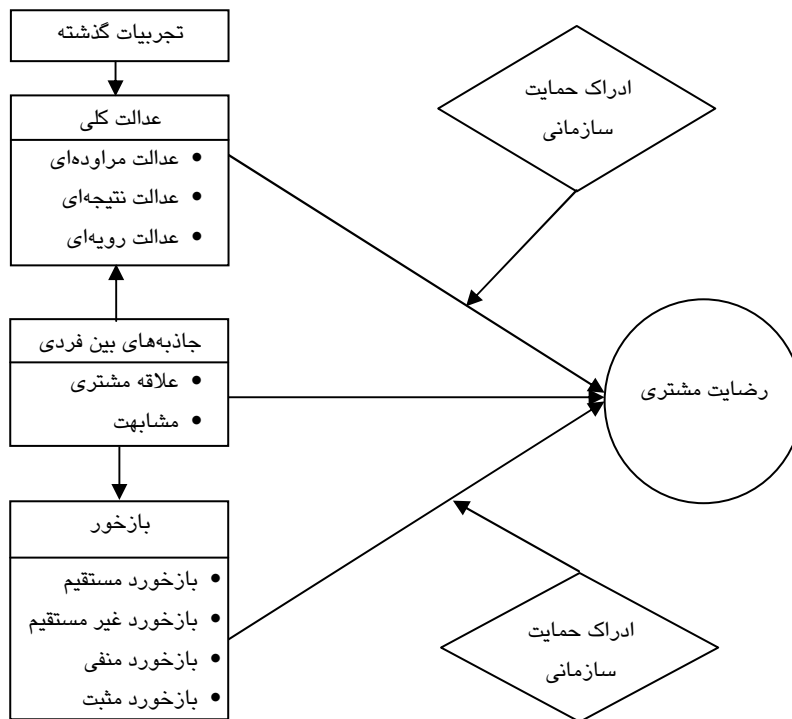 تجربیات گذشته
عدالت کلی
• عدالت مراوده‌ای
• عدالت نتیجه‌ای
• عدالت رویه‌ای
جاذبه‌های بین فردی
• علاقه مشتری
• مشابهت
بازخور
• بازخورد مستقیم
• بازخورد غیر مستقیم
• بازخورد منفی
• بازخورد مثبت
ادراک حمایت
سازمانی
رضایت مشتری
ادراک حمایت
سازمانی